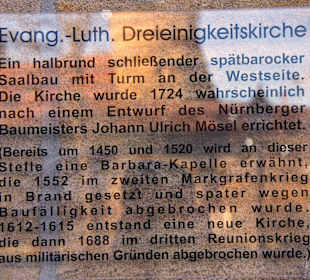 Evang.-Luth. Dreieinigkeitskirche
Ein halbrund schließender spätbarocker
Saalbau mit Turm an der Westseite.
Die Kirche wurde 1724 wahrscheinlich
nach einem Entwurf des Nürnberger
Baumeisters Johann Ulrich Mösel errichtet.
(Bereits um 1450 und 1520 wird an dieser
Stelle eine Barbara-Kapelle erwähnt,
die 1552 im zweiten Markgrafenkrieg
in Brand gesetzt und später wegen
Baufälligkeit abgebrochen wurde.
1612-1615 entstand eine neue Kirche,
die dann 1688 im dritten Reunionskrieg
aus militärischen Gründen abgebrochen wurde.)